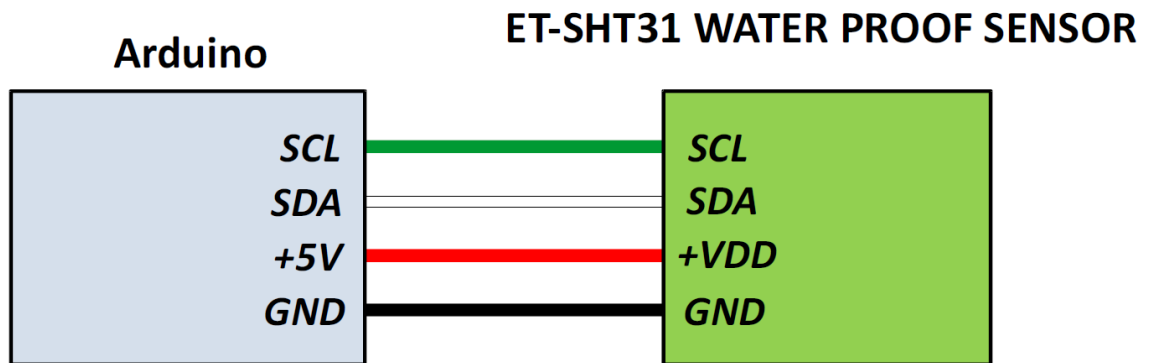 ET-SHT31 WATER PROOF SENSOR
Arduino
SCL
SCL
SDA
SDA
+5V
+VDD
GND
GND